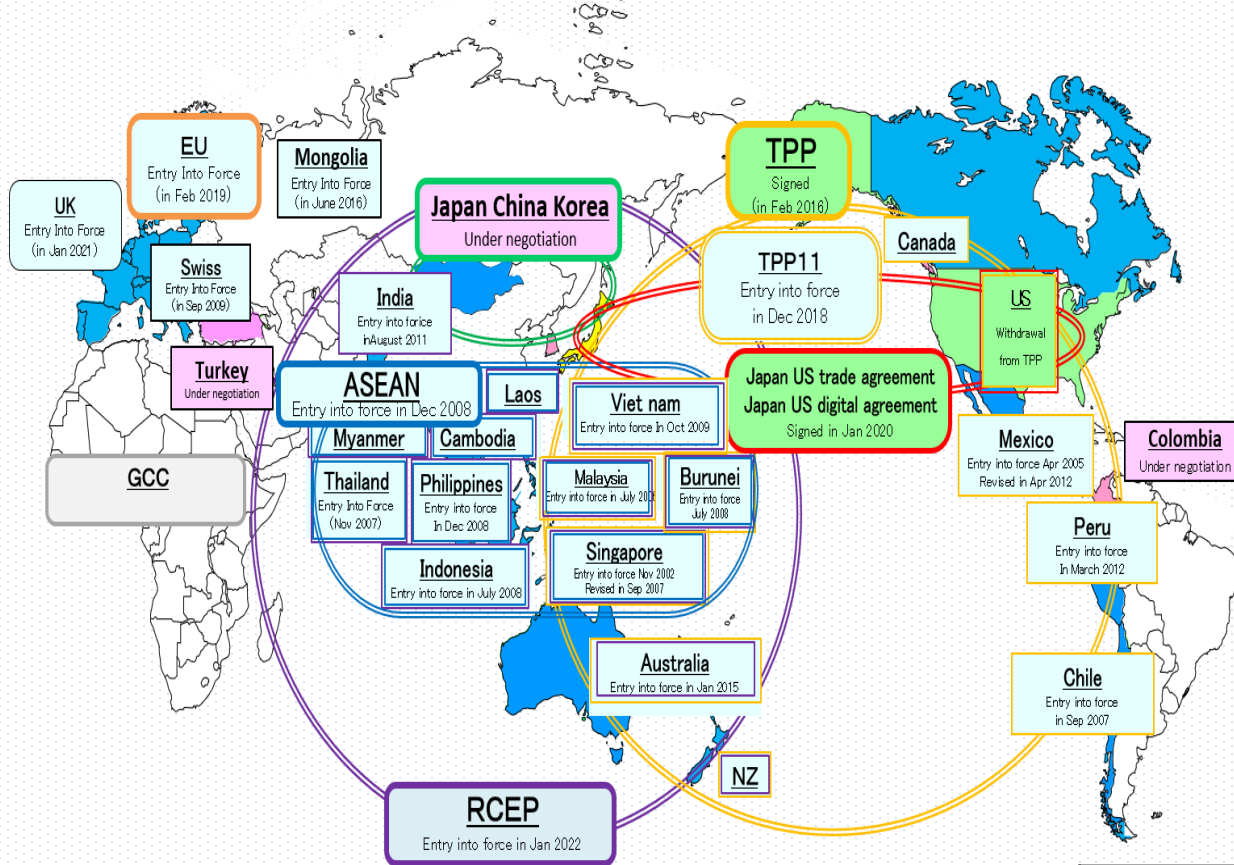 EU
Entry Into Force
(in Feb 2019)
Mongolia
Entry Into Force
(in June 2016)
UK
Entry Into Force
(in Jan 2021)
Swiss
Entry Into Force
(in Sep 2009)
Turkey
Under negotiation
GCC
Japan China Korea
Under negotiation
India
Entry into forice
inAugust 2011
TPP
Signed
(in Feb 2016)
TPP11
Entry into force
in Dec 2018
Canada
US
Withdrawal
from TPP
Japan US trade agreement
Japan US digital agreement
Signed in Jan 2020
ASEAN
Entry into force in Dec 2008
Laos
Myanmer
Cambodia
Viet nam
Entry into force In Oct 2009
Thailand
Entry Into Force
(Nov 2007)
Philippines
Entry into force
In Dec 2008
Malaysia
Entry into force in July 2006
Burunei
Entry into force
July 2008
Indonesia
Entry into force in July 2008
Singapore
Entry into force Nov 2002
Revised in Sep 2007
Mexico
Entry into force Apr 2005
Revised in Apr 2012
Colombia
Under negotiation
Peru
Entry into force
In March 2012
Australia
Entry into force in Jan 2015
Chile
Entry into force
in Sep 2007
NZ
RCEP
Entry into force in Jan 2022